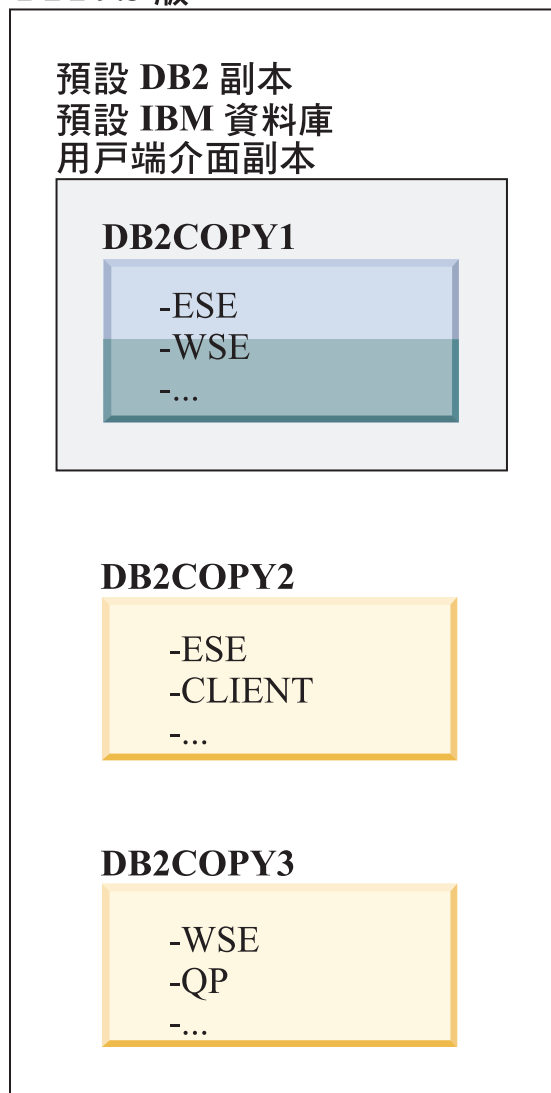 預設 DB2 副本
預設 IBM 資料庫
用戶端介面副本
DB2COPY1
-ESE
-WSE
-...
DB2COPY2
-ESE
-CLIENT
-...
DB2COPY3
-WSE
-QP
-...